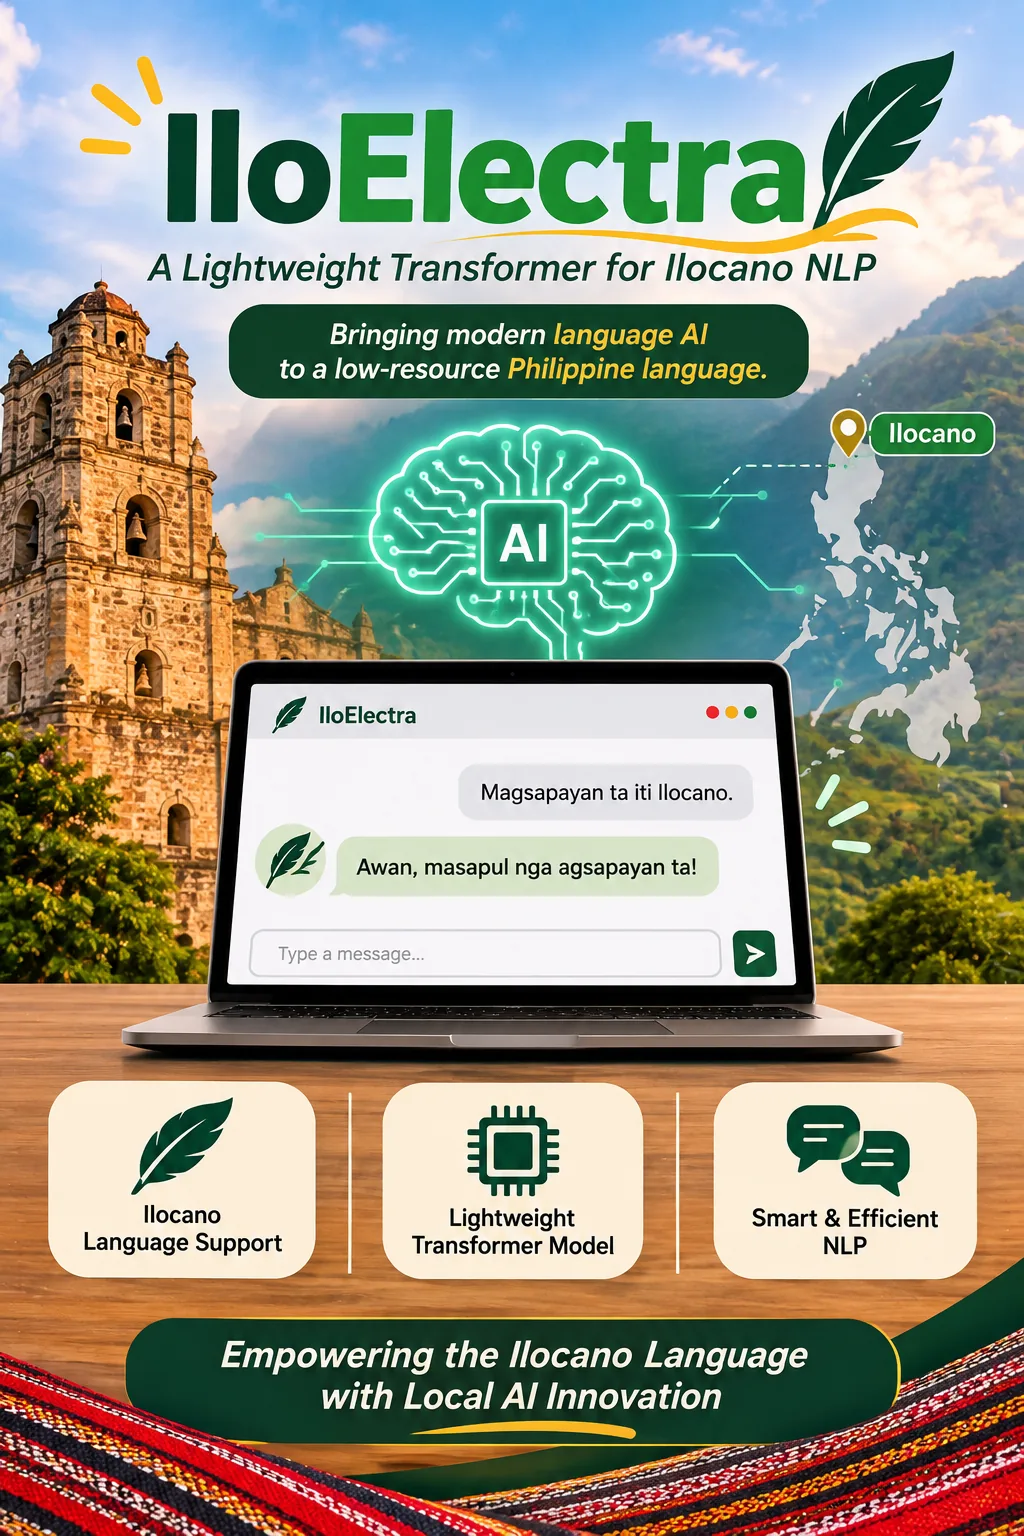 IloElectra
A Lightweight Transformer for Ilocano NLP
Bringing modern language AI
to a low-resource Philippine language.
Ilocano
AI
IloElectra
Magsapayan ta iti Ilocano.
Awan, masapul nga agsapayan ta!
Type a message...
Ilocano
Language Support
Lightweight
Transformer Model
Smart & Efficient
NLP
Empowering the Ilocano Language
with Local AI Innovation